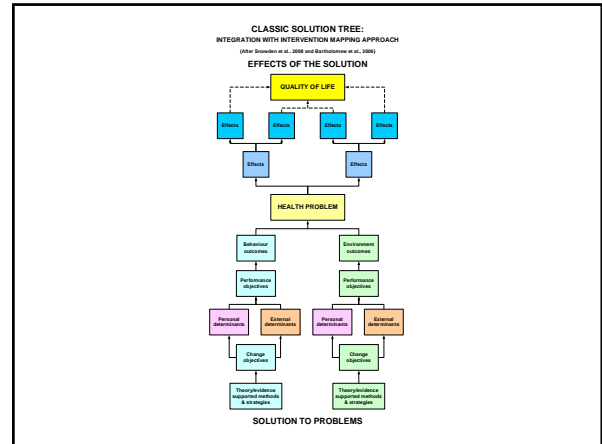 CLASSIC SOLUTION TREE:
INTEGRATION WITH INTERVENTION MAPPING APPROACH
(After Snowden et al., 2008 and Bartholomew et al., 2006)
EFFECTS OF THE SOLUTION
QUALITY OF LIFE
Effects
Effects
Effects
Effects
Effects
Effects
HEALTH PROBLEM
Behaviour
outcomes
Environment
outcomes
Performance
objectives
Performance
objectives
Personal
determinants
External
determinants
Personal
determinants
External
determinants
Change
objectives
Change
objectives
Theory/evidence
supported methods
& strategies
Theory/evidence
supported methods
& strategies
SOLUTION TO PROBLEMS